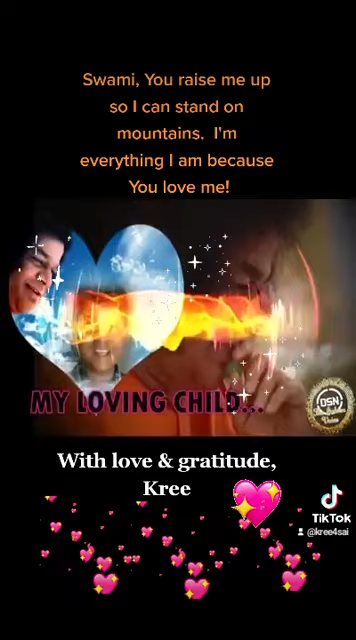 Swami, You raise me up
so I can stand on
mountains. I'm
everything I am because
You love me!
MY LOVING CHILD...
OSN
With love & gratitude,
Kree
TikTok
@kree4sai